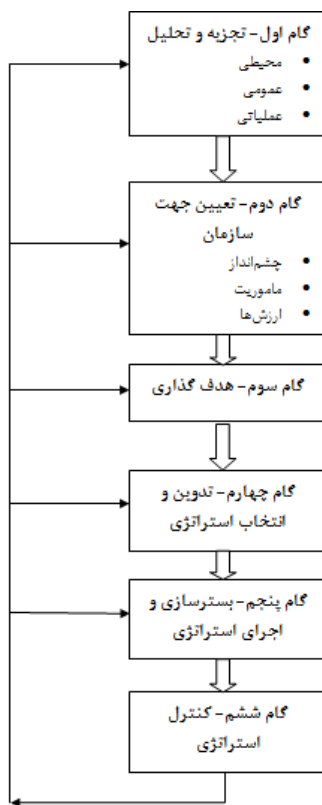 گام اول- تجزیه و تحلیل
• محیطی
• عمومی
• عملیاتی
گام دوم- تعیین جهت
سازمان
• چشم‌انداز
• ماموریت
• ارزش‌ها
گام سوم- هدف گذاری
گام چهارم- تدوین و
انتخاب استراتژی
گام پنجم- بسترسازی و
اجرای استراتژی
گام ششم- کنترل
استراتژی